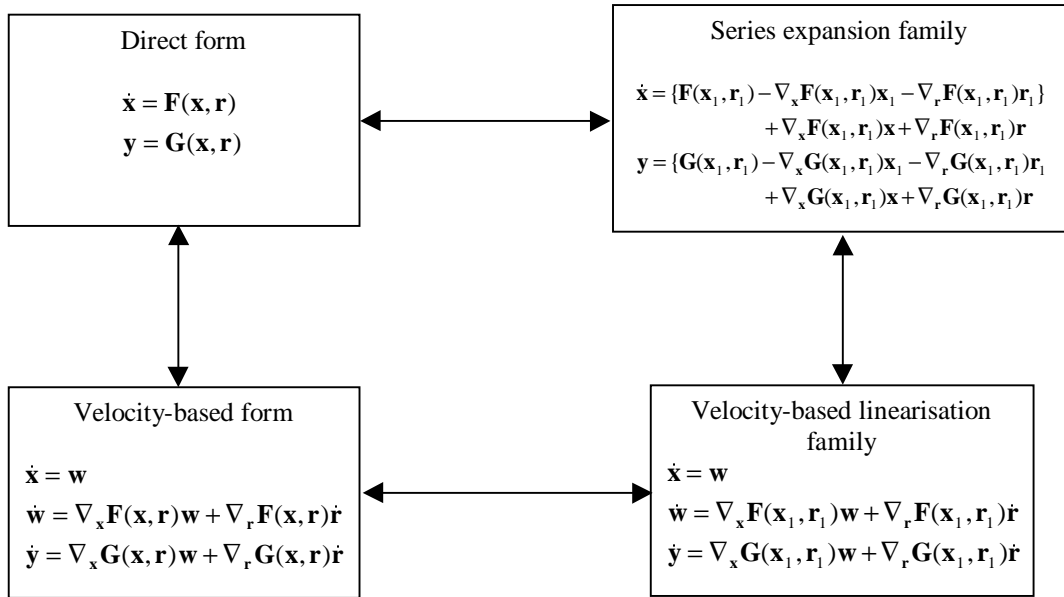 Direct form
ẋ = F(x, r)
y = G(x, r)
Series expansion family
ẋ = {F(x₁, r₁) − ∇ₓF(x₁, r₁)x₁ − ∇ᵣF(x₁, r₁)r₁}
+ ∇ₓF(x₁, r₁)x + ∇ᵣF(x₁, r₁)r
y = {G(x₁, r₁) − ∇ₓG(x₁, r₁)x₁ − ∇ᵣG(x₁, r₁)r₁
+ ∇ₓG(x₁, r₁)x + ∇ᵣG(x₁, r₁)r
Velocity-based form
ẋ = w
ẇ = ∇ₓF(x, r)w + ∇ᵣF(x, r)ṙ
ẏ = ∇ₓG(x, r)w + ∇ᵣG(x, r)ṙ
Velocity-based linearisation
family
ẋ = w
ẇ = ∇ₓF(x₁, r₁)w + ∇ᵣF(x₁, r₁)ṙ
ẏ = ∇ₓG(x₁, r₁)w + ∇ᵣG(x₁, r₁)ṙ